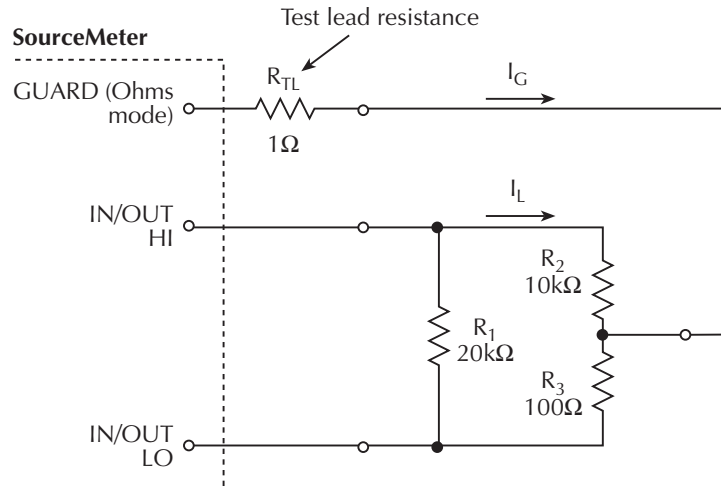 Test lead resistance
SourceMeter
GUARD (Ohms
mode)
R_TL
1Ω
I_G
IN/OUT
HI
I_L
R_2
10kΩ
R_1
20kΩ
R_3
100Ω
IN/OUT
LO